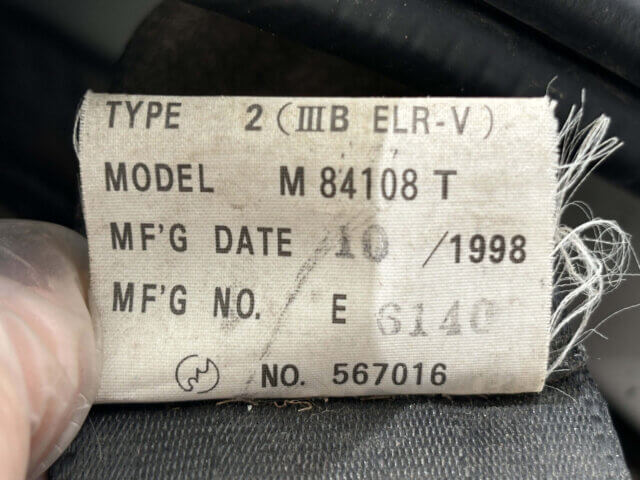 TYPE 2 (IIIB ELR-V)
MODEL M 84108 T
MF'G DATE 10 /1998
MF'G NO. E 6140
NO. 567016